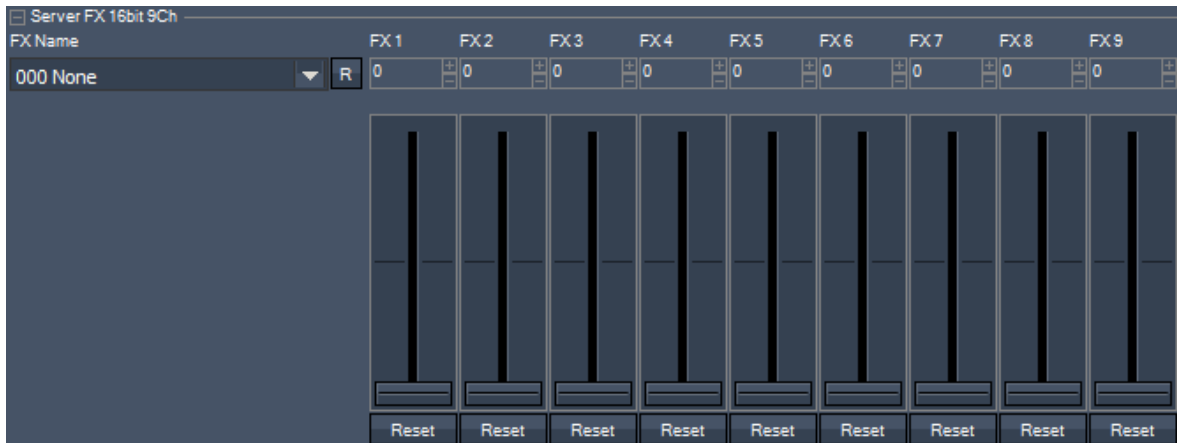 Server FX 16bit 9Ch
FX Name FX 1 FX 2 FX 3 FX 4 FX 5 FX 6 FX 7 FX 8 FX 9
000 None R 0 0 0 0 0 0 0 0 0
Reset Reset Reset Reset Reset Reset Reset Reset Reset